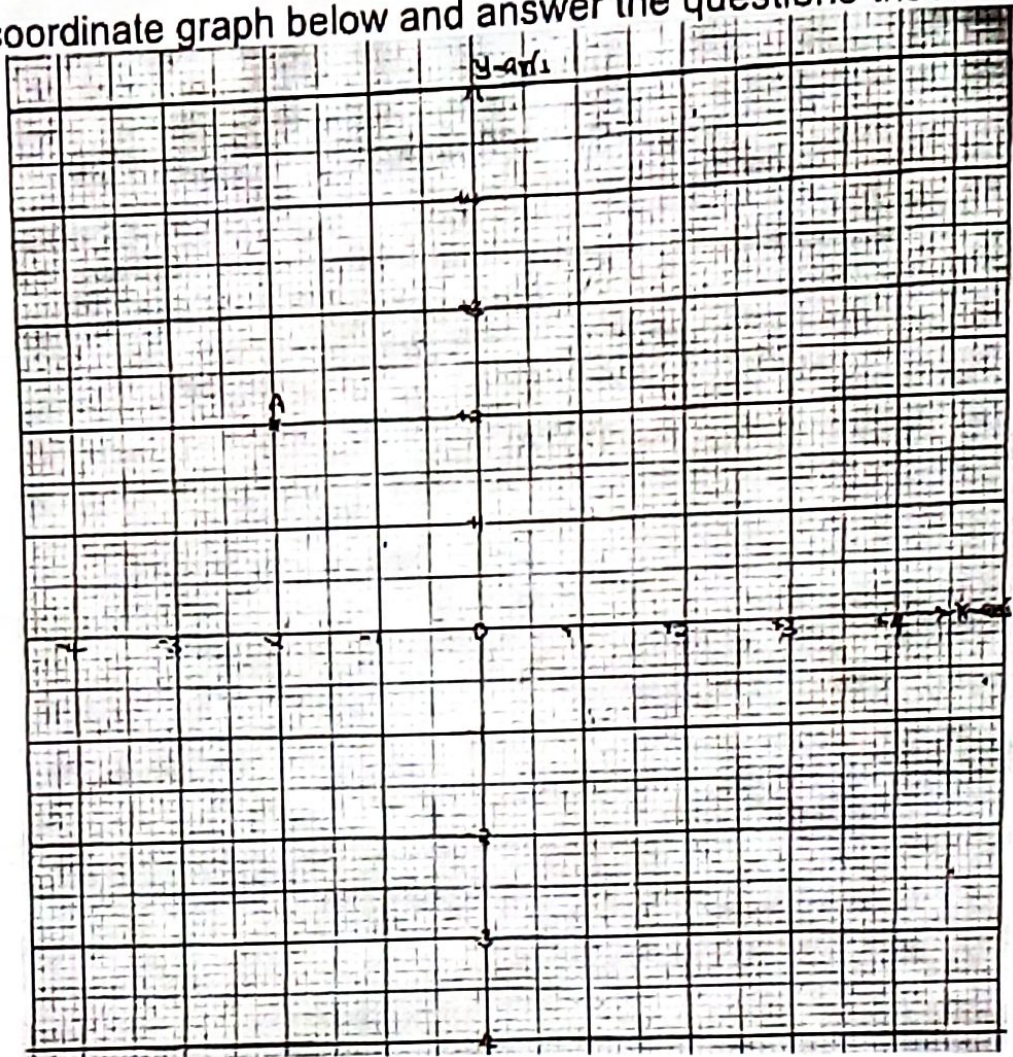 coordinate graph below and answer the questions
y-axis
+4
+3
+2
A
+1
-4 -3 -2 -1 0 +1 +2 +3 +4 x-axis
-2
-3
-4